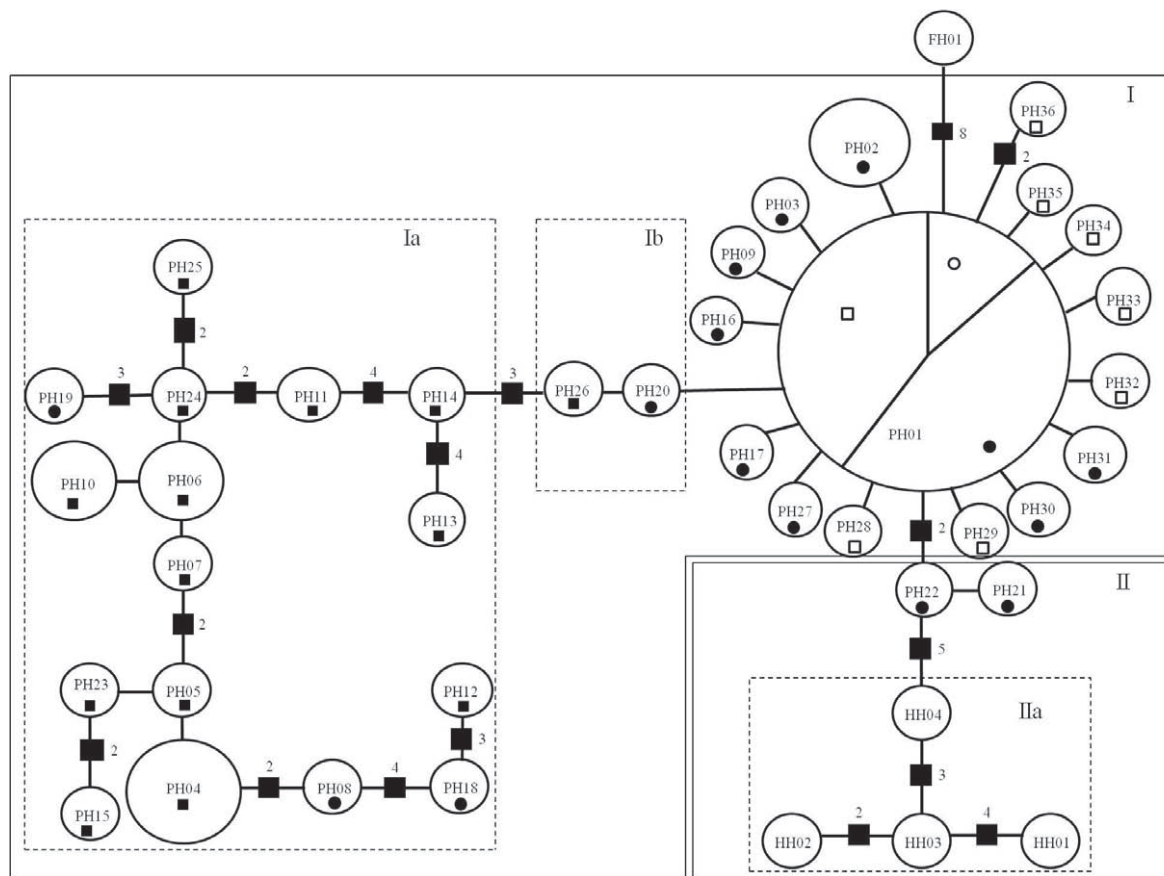 FH01
I
PH36
8
PH02
2
PH35
PH03
PH34
Ia
Ib
PH09
PH25
PH33
PH16
2
3
2
4
3
PH32
PH19
PH24
PH11
PH14
PH26
PH20
PH01
4
PH17
PH31
PH10
PH06
PH27
PH30
PH13
PH28
2
PH29
PH07
II
PH22
PH21
2
5
PH23
PH05
PH12
IIa
HH04
2
3
2
4
3
PH04
PH08
PH18
PH15
2
4
HH02
HH03
HH01